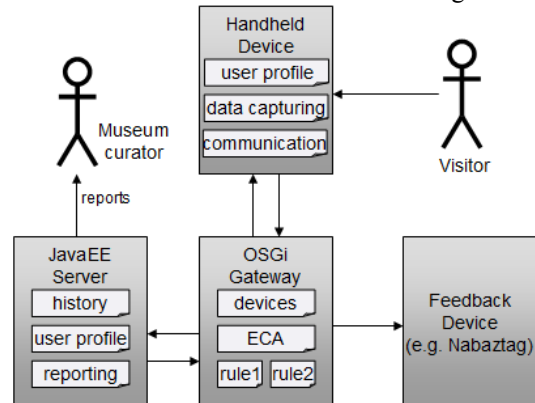 Handheld
Device
user profile
data capturing
communication
Museum
curator
Visitor
reports
JavaEE
Server
history
user profile
reporting
OSGi
Gateway
devices
ECA
rule1 rule2
Feedback
Device
(e.g. Nabaztag)